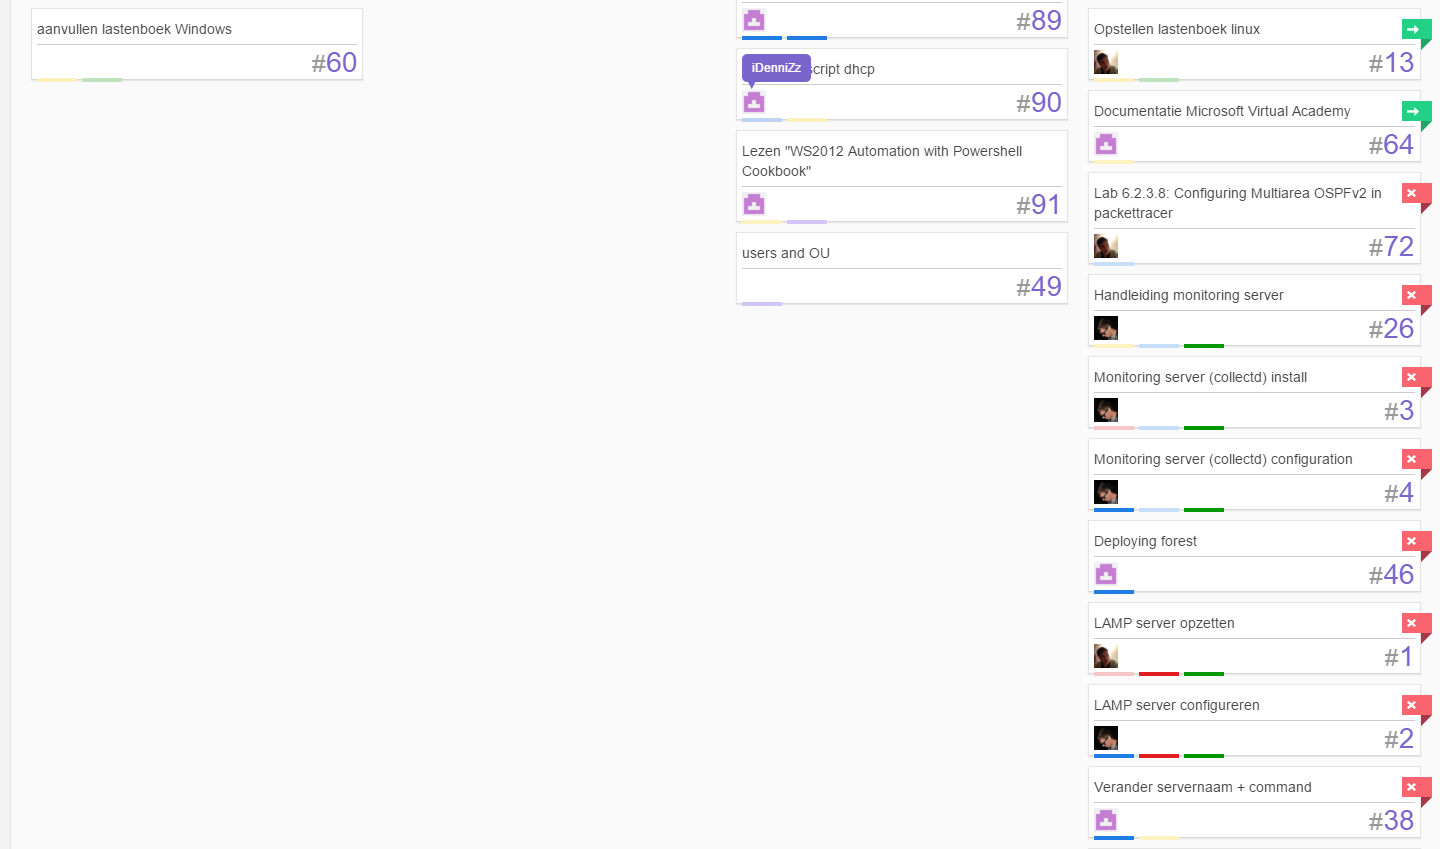 aanvullen lastenboek Windows
#60
#89
iDenniZz
script dhcp
#90
Lezen "WS2012 Automation with Powershell
Cookbook"
#91
users and OU
#49
Opstellen lastenboek linux
#13
Documentatie Microsoft Virtual Academy
#64
Lab 6.2.3.8: Configuring Multiarea OSPFv2 in
packettracer
#72
Handleiding monitoring server
#26
Monitoring server (collectd) install
#3
Monitoring server (collectd) configuration
#4
Deploying forest
#46
LAMP server opzetten
#1
LAMP server configureren
#2
Verander servernaam + command
#38